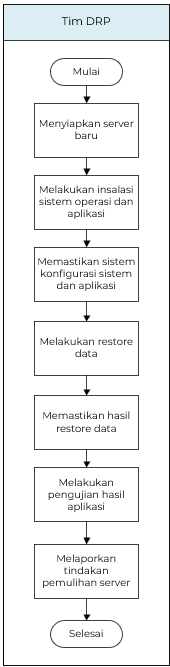 Tim DRP
Mulai
Menyiapkan server
baru
Melakukan insalasi
sistem operasi dan
aplikasi
Memastikan sistem
konfigurasi sistem
dan aplikasi
Melakukan restore
data
Memastikan hasil
restore data
Melakukan
pengujian hasil
aplikasi
Melaporkan
tindakan
pemulihan server
Selesai